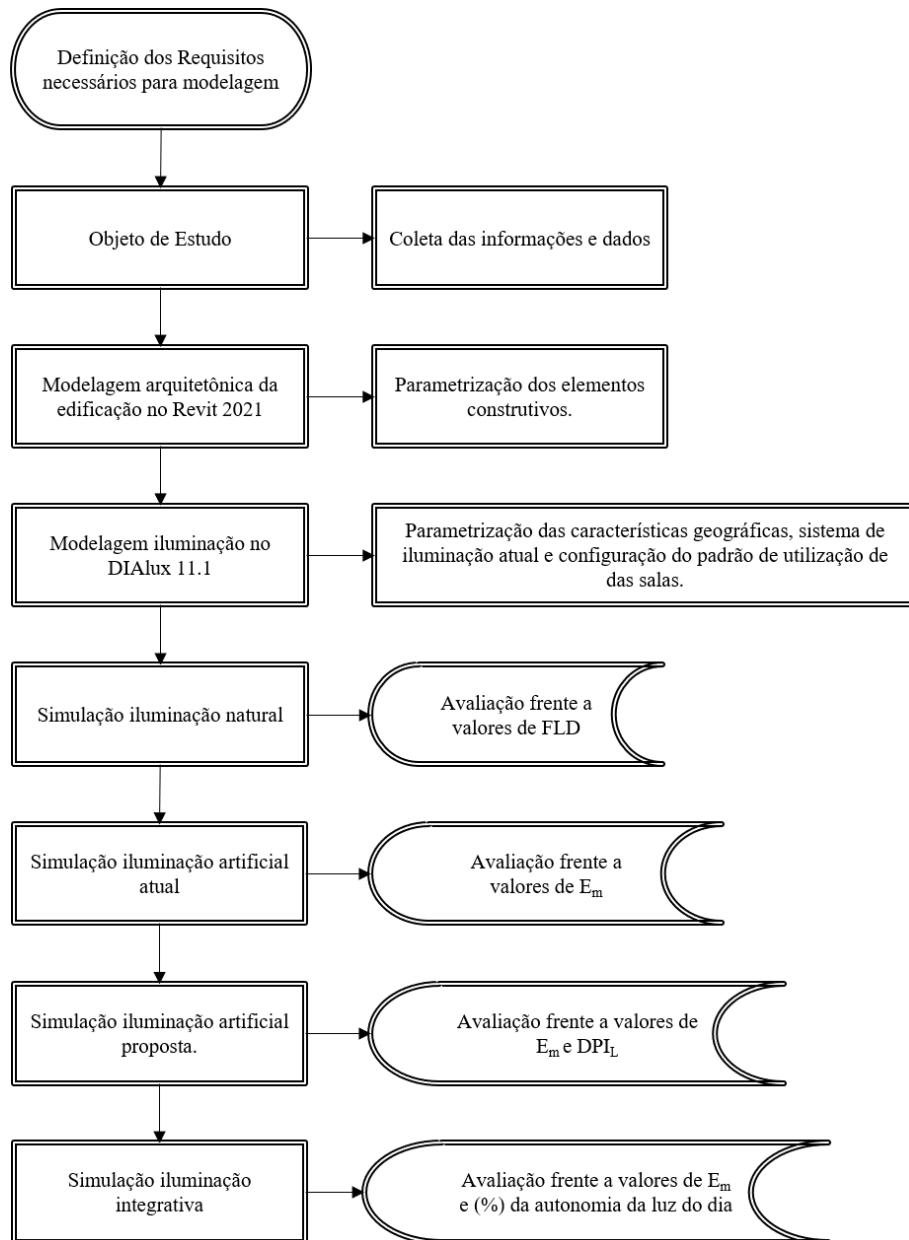 Definição dos Requisitos
necessários para modelagem
Objeto de Estudo
Coleta das informações e dados
Modelagem arquitetônica da
edificação no Revit 2021
Parametrização dos elementos
construtivos.
Modelagem iluminação no
DIAlux 11.1
Parametrização das características geográficas, sistema de
iluminação atual e configuração do padrão de utilização de
das salas.
Simulação iluminação natural
Avaliação frente a
valores de FLD
Simulação iluminação artificial
atual
Avaliação frente a
valores de Em
Simulação iluminação artificial
proposta.
Avaliação frente a valores de
Em e DPIL
Simulação iluminação
integrativa
Avaliação frente a valores de Em
e (%) da autonomia da luz do dia